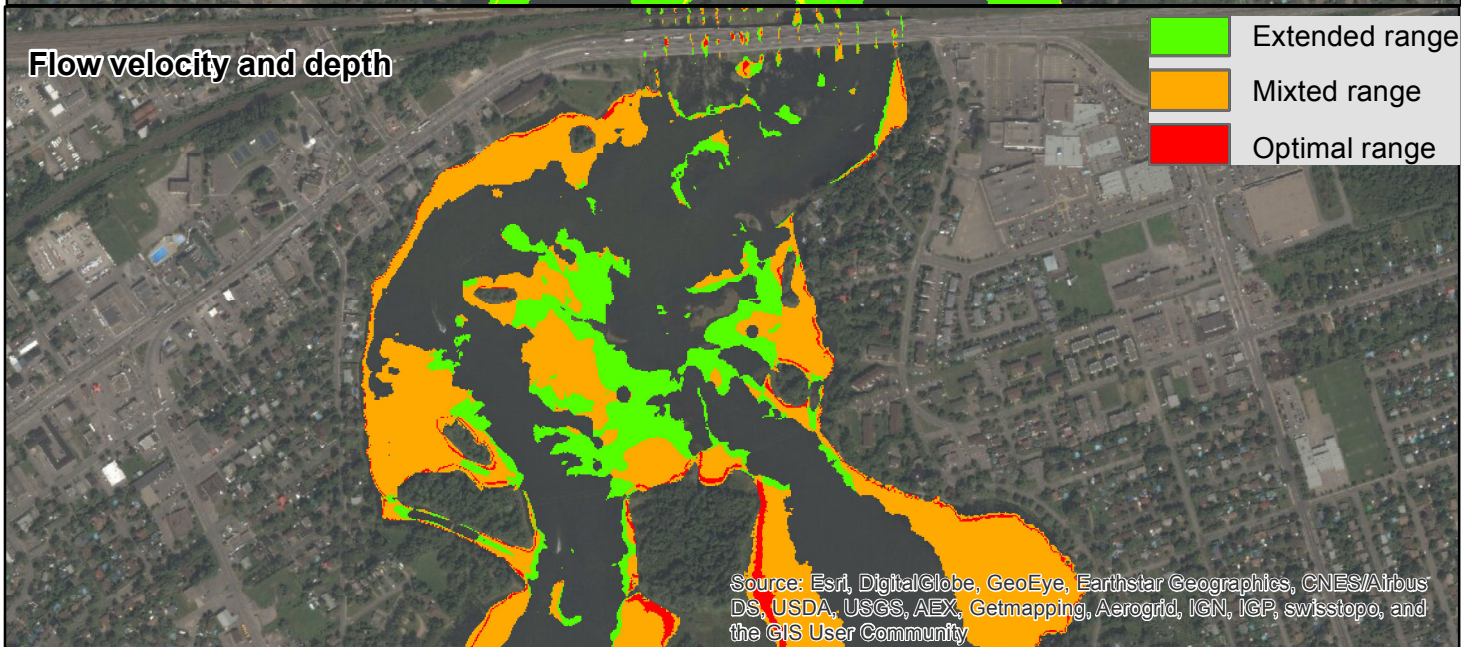 Flow velocity and depth
Extended range
Mixted range
Optimal range
Source: Esri, DigitalGlobe, GeoEye, Earthstar Geographics, CNES/Airbus
DS, USDA, USGS, AEX, Getmapping, Aerogrid, IGN, IGP, swisstopo, and
the GIS User Community